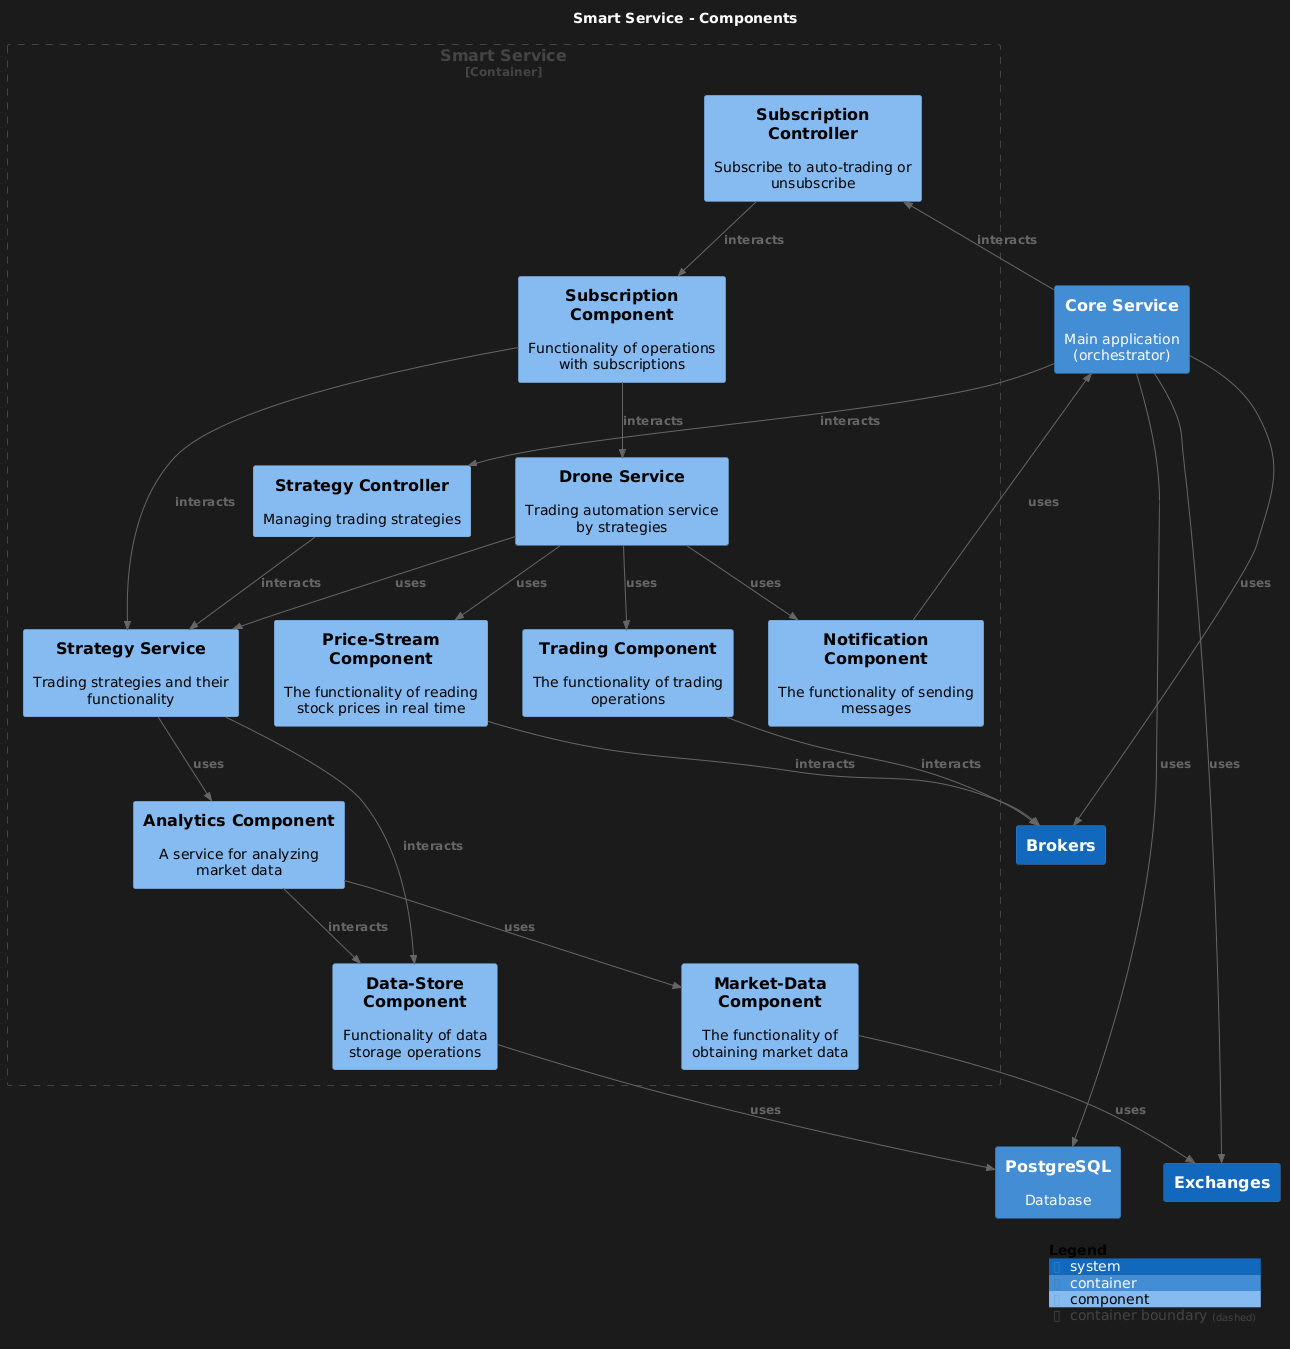 Smart Service - Components
Smart Service
[Container]
Subscription
Controller
Subscribe to auto-trading or
unsubscribe
interacts
interacts
Subscription
Component
Functionality of operations
with subscriptions
Core Service
Main application
(orchestrator)
interacts
interacts
Strategy Controller
Managing trading strategies
Drone Service
Trading automation service
by strategies
interacts
uses
interacts
uses
uses
uses
uses
uses
Strategy Service
Trading strategies and their
functionality
Price-Stream
Component
The functionality of reading
stock prices in real time
Trading Component
The functionality of trading
operations
Notification
Component
The functionality of sending
messages
uses
interacts
interacts
uses
uses
Analytics Component
A service for analyzing
market data
interacts
Brokers
interacts
uses
Data-Store
Component
Functionality of data
storage operations
Market-Data
Component
The functionality of
obtaining market data
uses
uses
PostgreSQL
Database
Exchanges
Legend
system
container
component
container boundary (dashed)